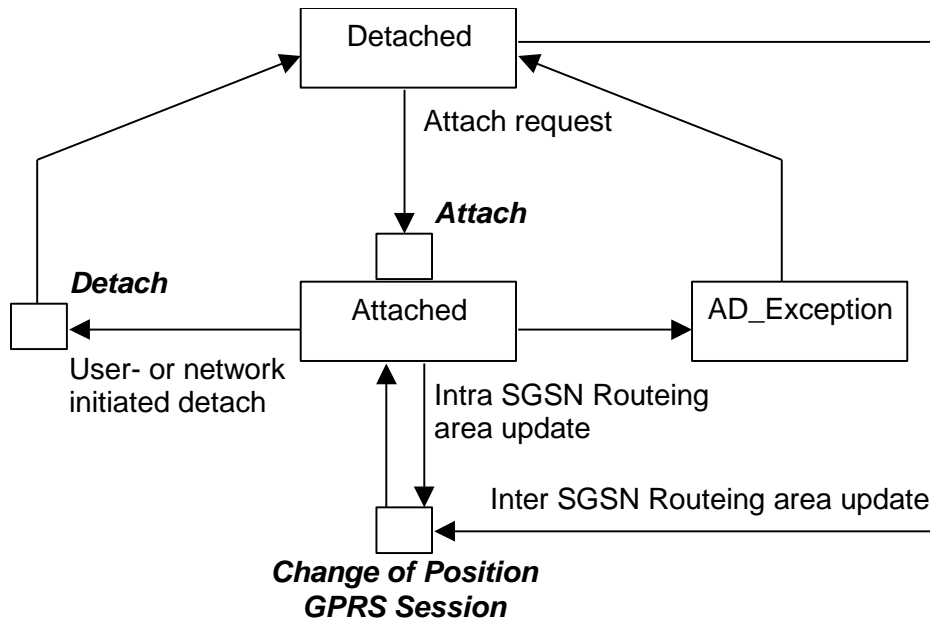 Detached
Attach request
Attach
Detach
Attached
AD_Exception
User- or network
initiated detach
Intra SGSN Routeing
area update
Inter SGSN Routeing area update
Change of Position
GPRS Session